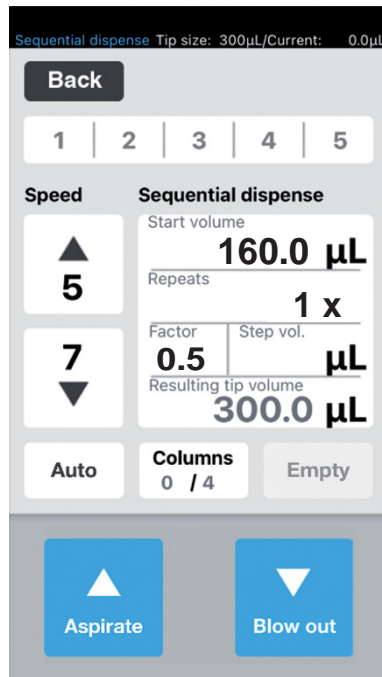 Sequential dispense Tip size: 300µL/Current: 0.0µL
Back
1 2 3 4 5
Speed Sequential dispense
Start volume
160.0 µL
5
Repeats
1 x
Factor Step vol.
7 0.5 µL
Resulting tip volume
300.0 µL
Auto Columns Empty
0 / 4
Aspirate Blow out